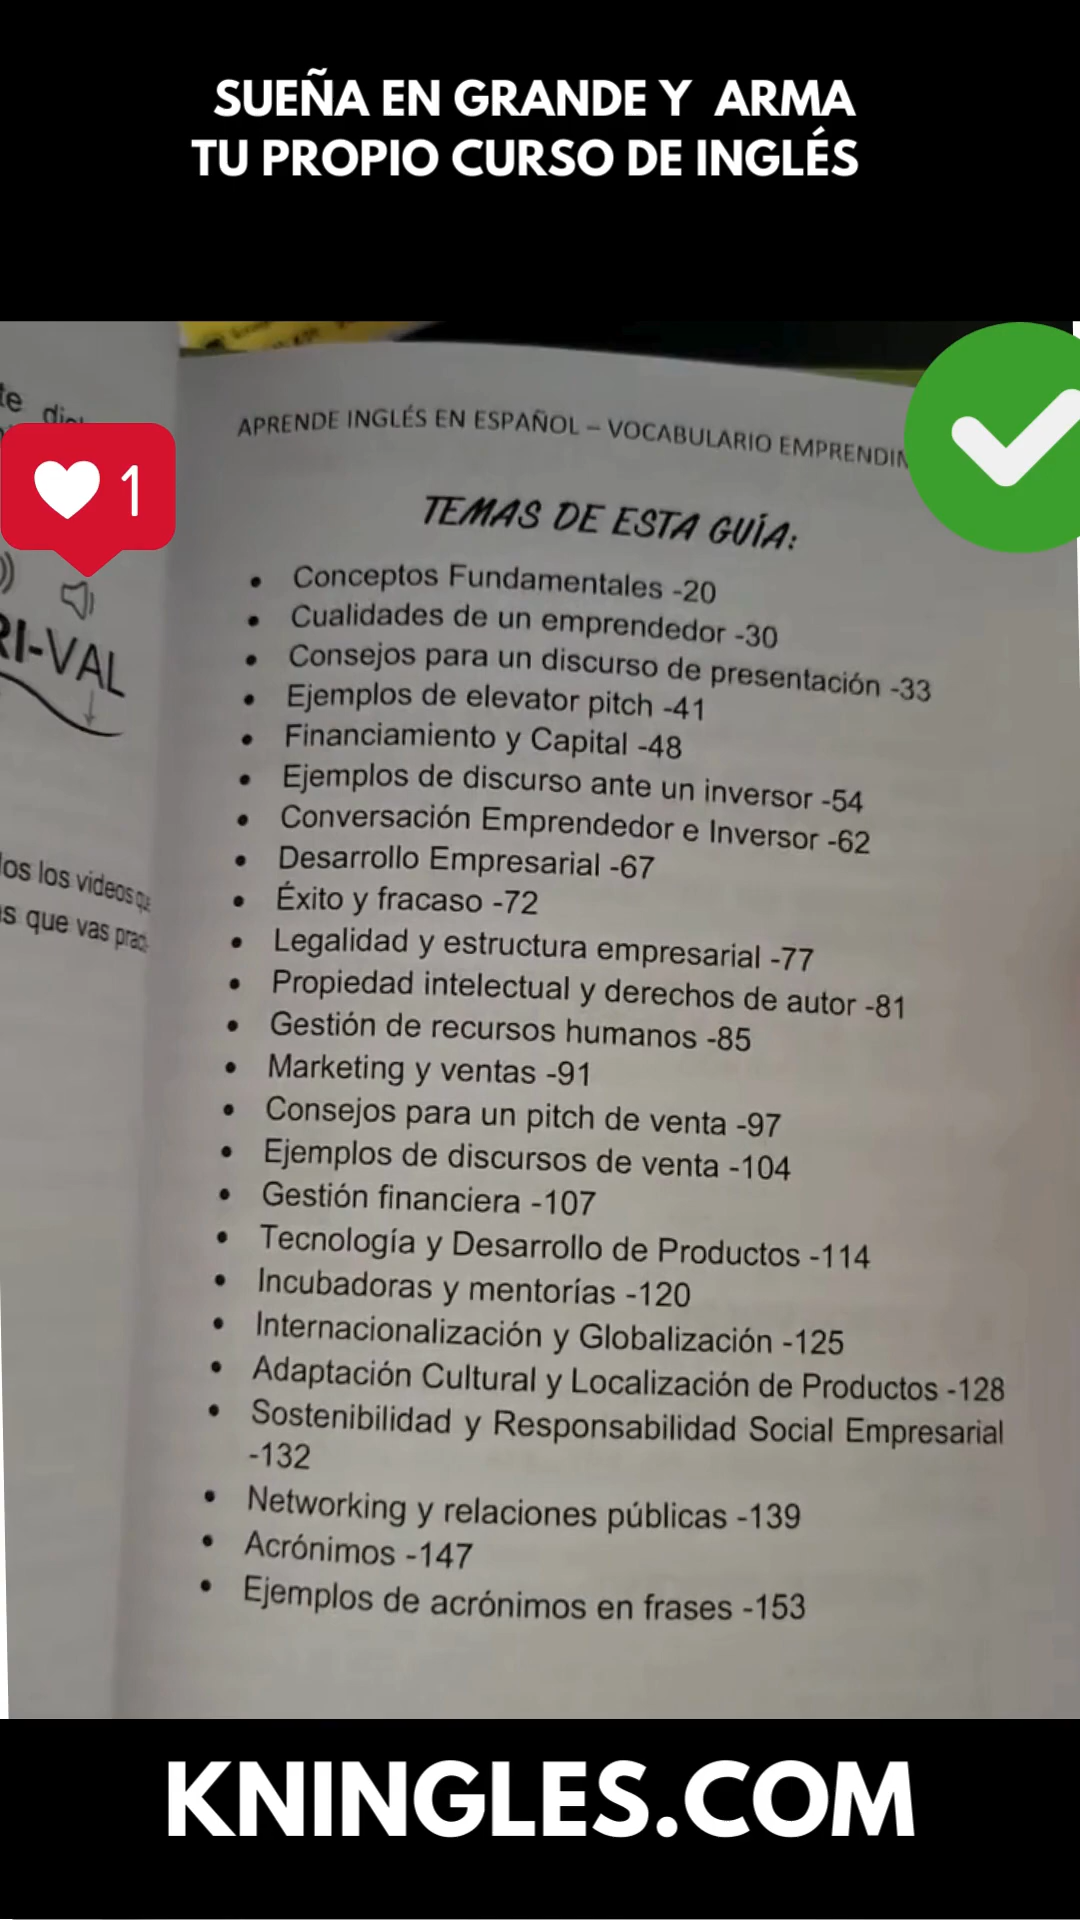 SUEÑA EN GRANDE Y ARMA
TU PROPIO CURSO DE INGLÉS
APRENDE INGLÉS EN ESPAÑOL – VOCABULARIO
1
RI-VAL
los videos
s que vas
TEMAS DE ESTA GUÍA:
• Conceptos Fundamentales -20
• Cualidades de un emprendedor -30
• Consejos para un discurso de presentación -33
• Ejemplos de elevator pitch -41
• Financiamiento y Capital -48
• Ejemplos de discurso ante un inversor -54
• Conversación Emprendedor e Inversor -62
• Desarrollo Empresarial -67
• Éxito y fracaso -72
• Legalidad y estructura empresarial -77
• Propiedad intelectual y derechos de autor -81
• Gestión de recursos humanos -85
• Marketing y ventas -91
• Consejos para un pitch de venta -97
• Ejemplos de discursos de venta -104
• Gestión financiera -107
• Tecnología y Desarrollo de Productos -114
• Incubadoras y mentorías -120
• Internacionalización y Globalización -125
• Adaptación Cultural y Localización de Productos -128
• Sostenibilidad y Responsabilidad Social Empresarial
-132
• Networking y relaciones públicas -139
• Acrónimos -147
• Ejemplos de acrónimos en frases -153
KNINGLES.COM